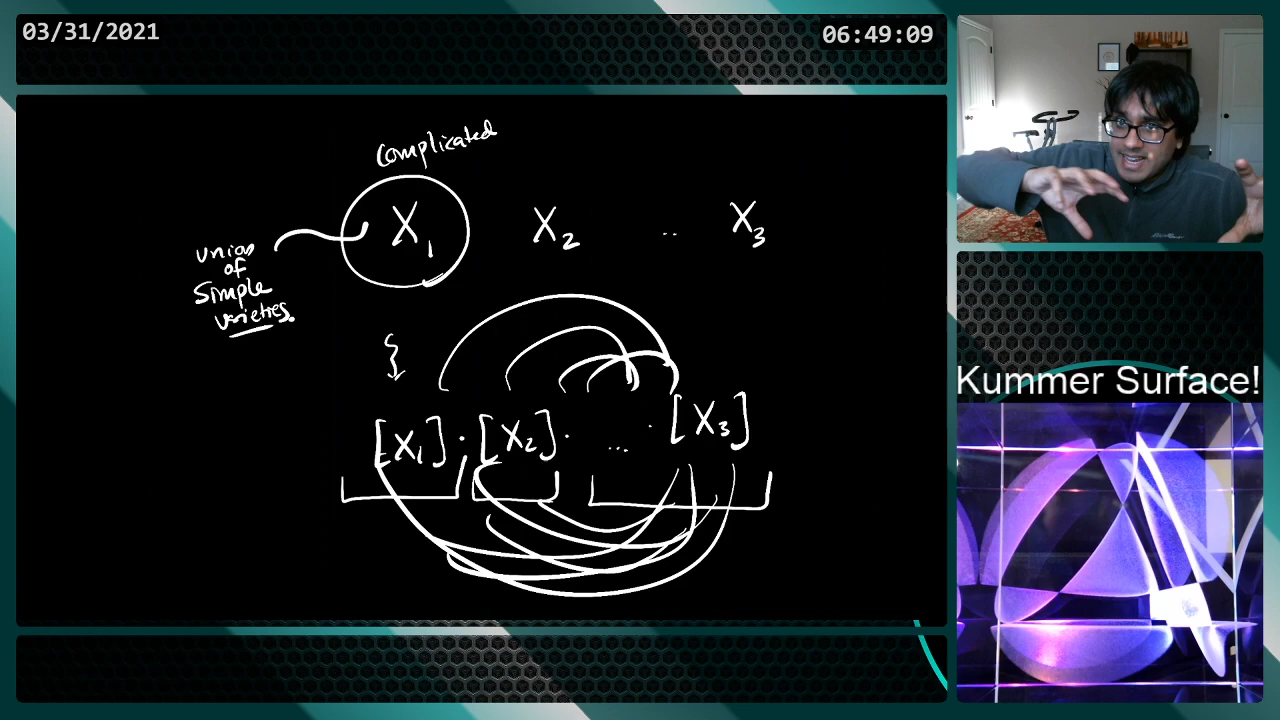 03/31/2021
06:49:09
Complicated
X₁ X₂ .. X₃
union
of
simple
varieties.
[X₁] · [X₂] · ... · [X₃]
Kummer Surface!